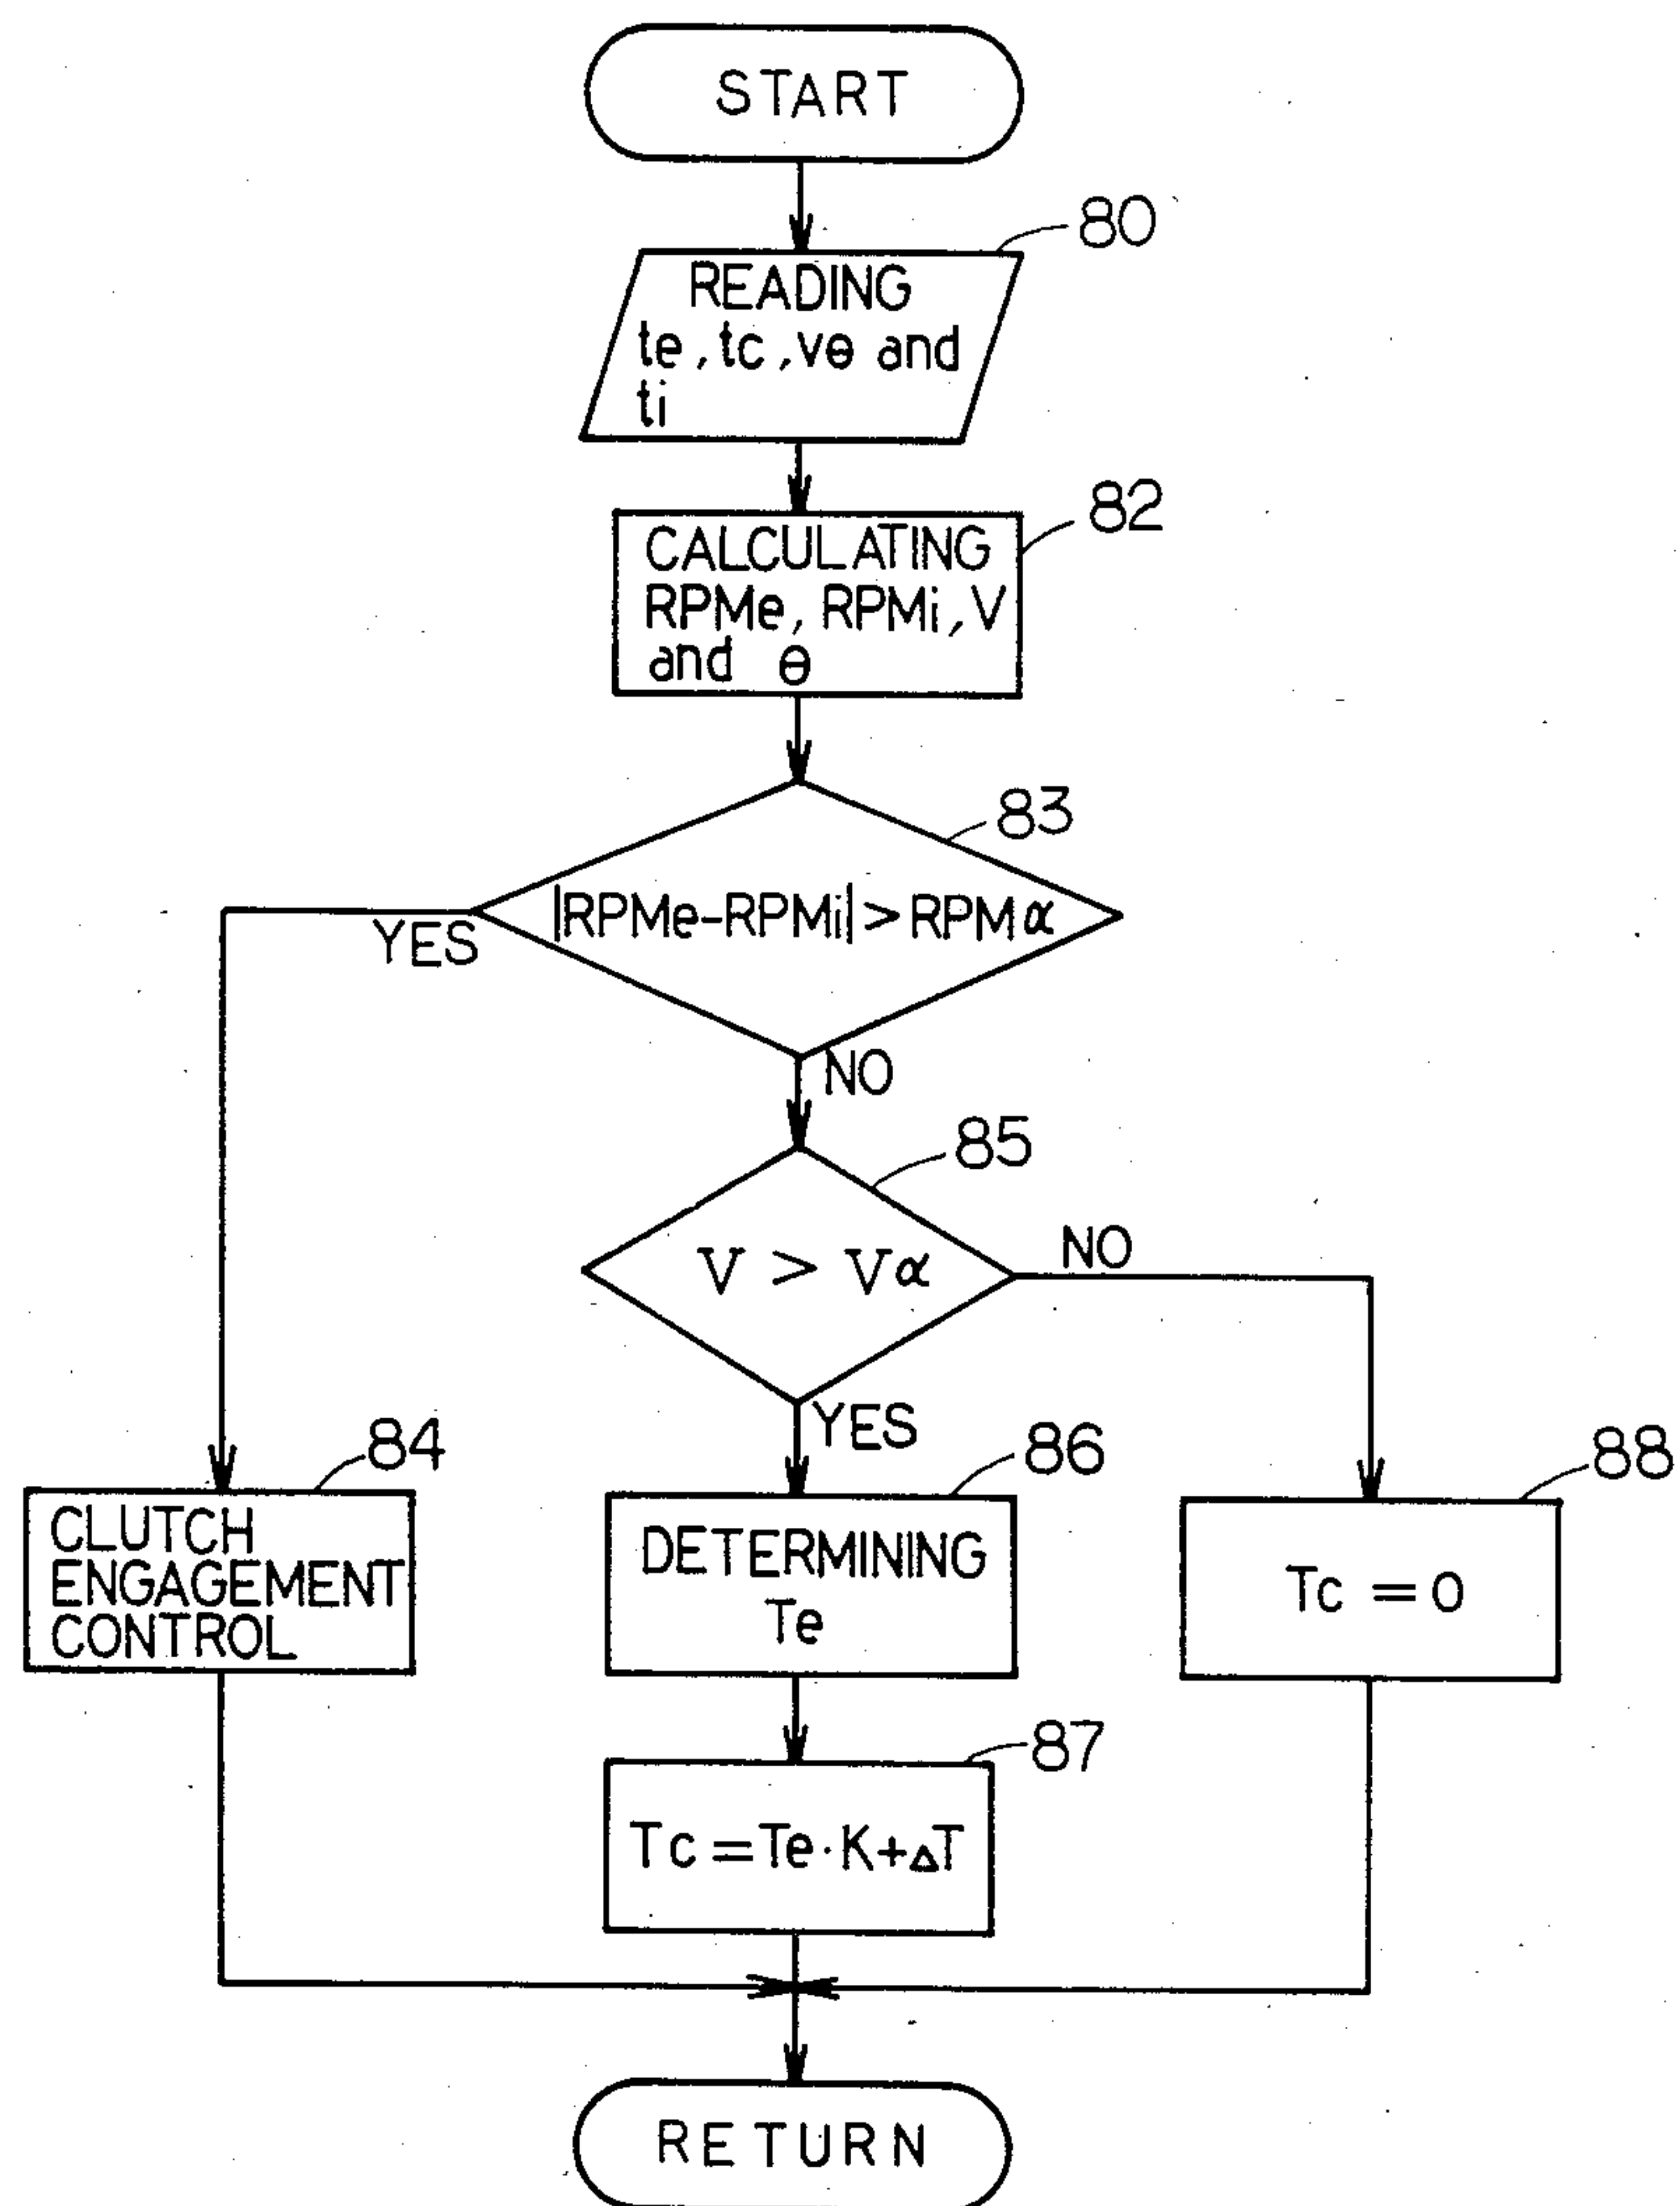 START
80
READING
te, tc, vθ and
ti
82
CALCULATING
RPMe, RPMi, V
and θ
83
|RPMe-RPMi| > RPMα
YES
NO
85
V > Vα
NO
YES
84
CLUTCH
ENGAGEMENT
CONTROL
86
DETERMINING
Te
88
Tc = 0
87
Tc = Te·K+ΔT
RETURN